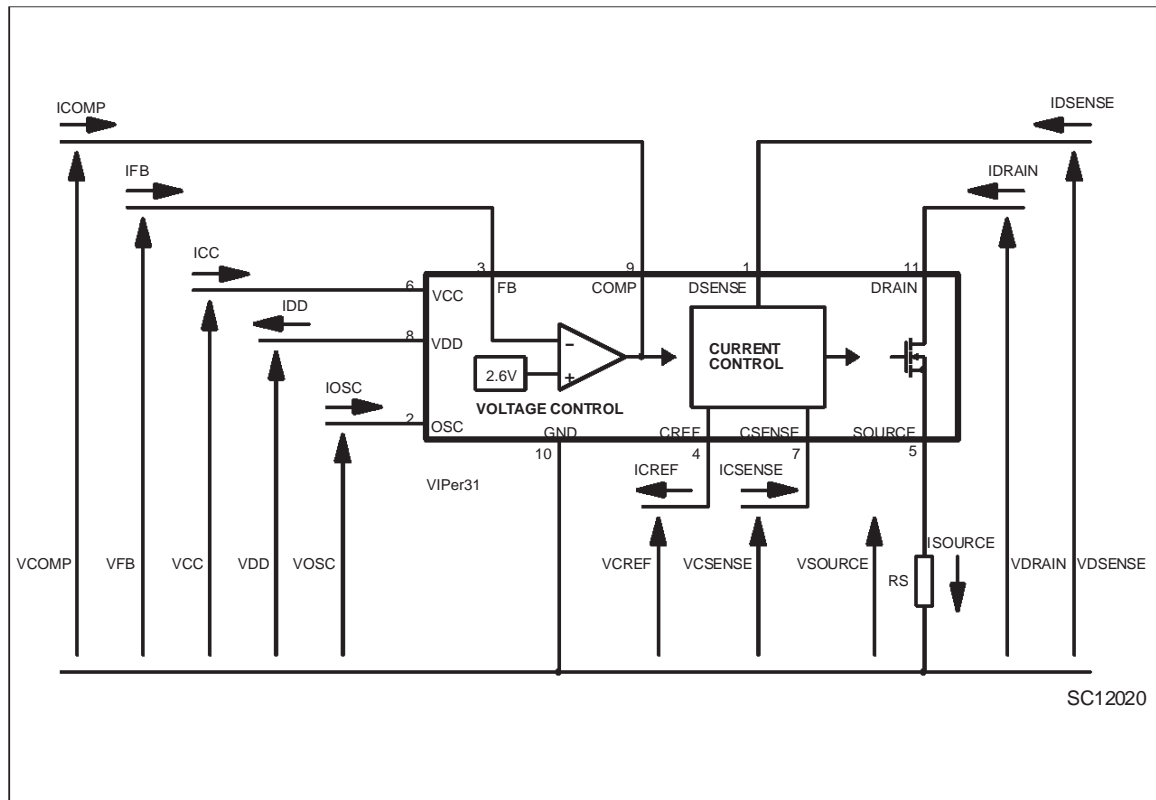 ICOMP
IDSENSE
IFB
IDRAIN
ICC
3
9
1
11
FB
COMP
DSENSE
DRAIN
6
VCC
IDD
8
VDD
CURRENT
CONTROL
2.6V
−
+
IOSC
VOLTAGE CONTROL
2
OSC
GND
CREF
CSENSE
SOURCE
10
4
7
5
VIPer31
ICREF
ICSENSE
ISOURCE
VCOMP
VFB
VCC
VDD
VOSC
VCREF
VCSENSE
VSOURCE
RS
VDRAIN
VDSENSE
SC12020